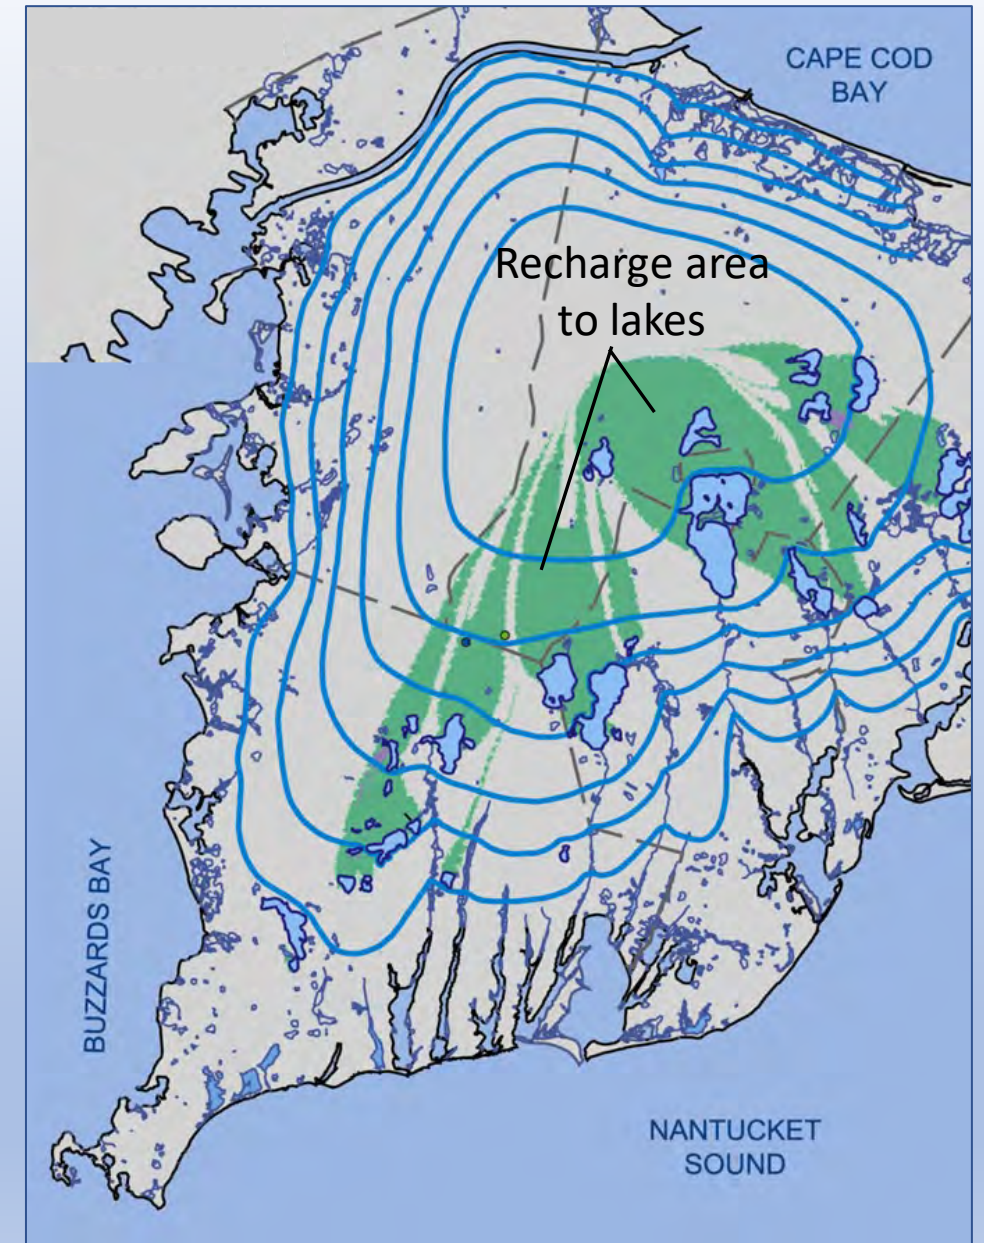 CAPE COD
BAY
Recharge area
to lakes
BUZZARDS BAY
NANTUCKET
SOUND